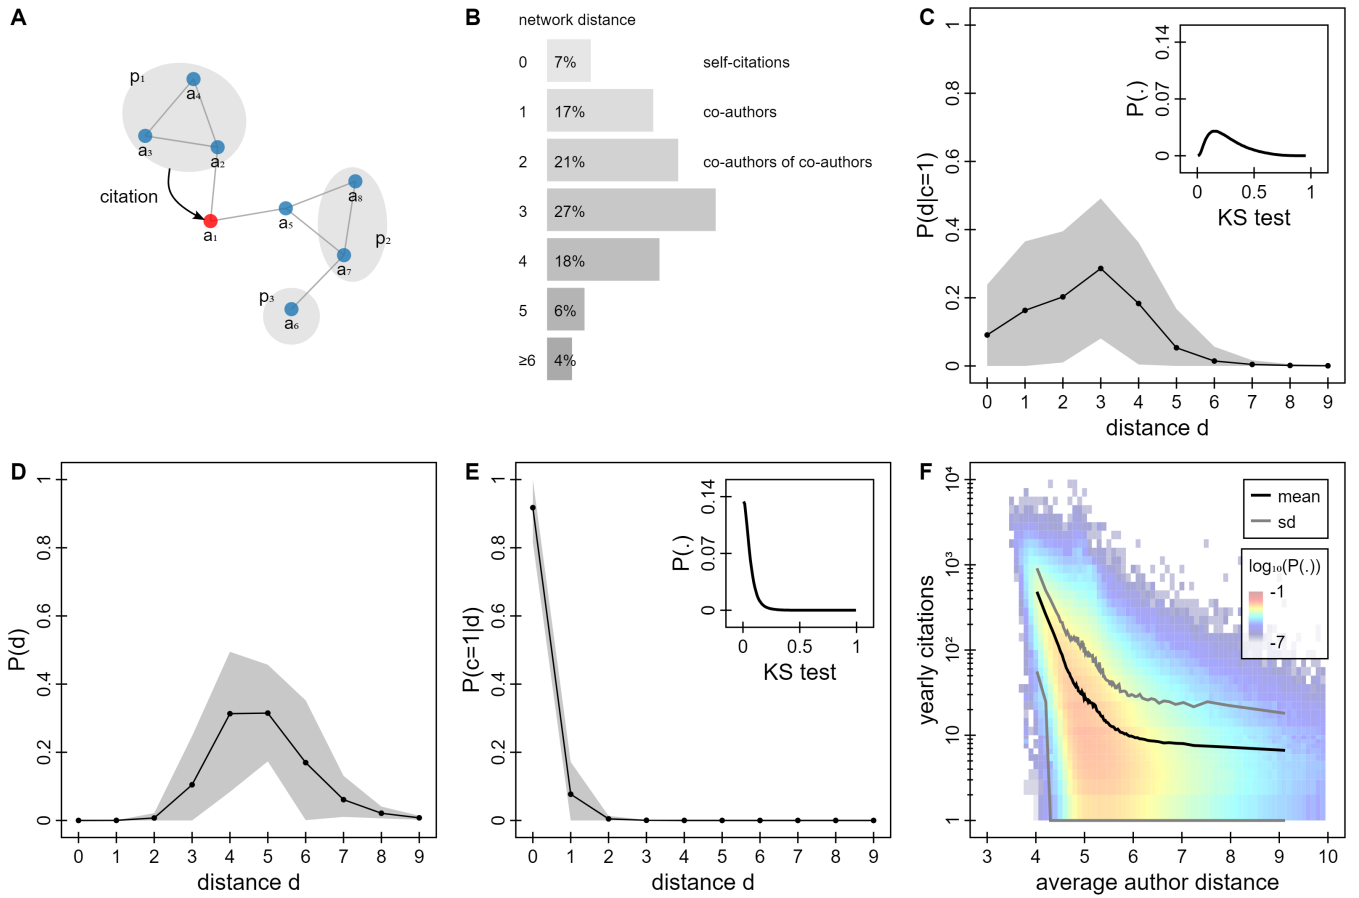 A
p₁
a₄
a₃
a₂
citation
a₁
a₅
a₈
p₂
a₇
p₃
a₆
B
network distance
0 7% self-citations
1 17% co-authors
2 21% co-authors of co-authors
3 27%
4 18%
5 6%
≥6 4%
C
P(d|c=1)
1
0.8
0.6
0.4
0.2
0
0 1 2 3 4 5 6 7 8 9
distance d
P(.)
0.14
0.07
0
0 0.5 1
KS test
D
P(d)
1
0.8
0.6
0.4
0.2
0
0 1 2 3 4 5 6 7 8 9
distance d
E
P(c=1|d)
1
0.8
0.6
0.4
0.2
0
0 1 2 3 4 5 6 7 8 9
distance d
P(.)
0.14
0.07
0
0 0.5 1
KS test
F
yearly citations
10⁴
10³
10²
10
1
3 4 5 6 7 8 9 10
average author distance
mean
sd
log₁₀(P(.))
-1
-7